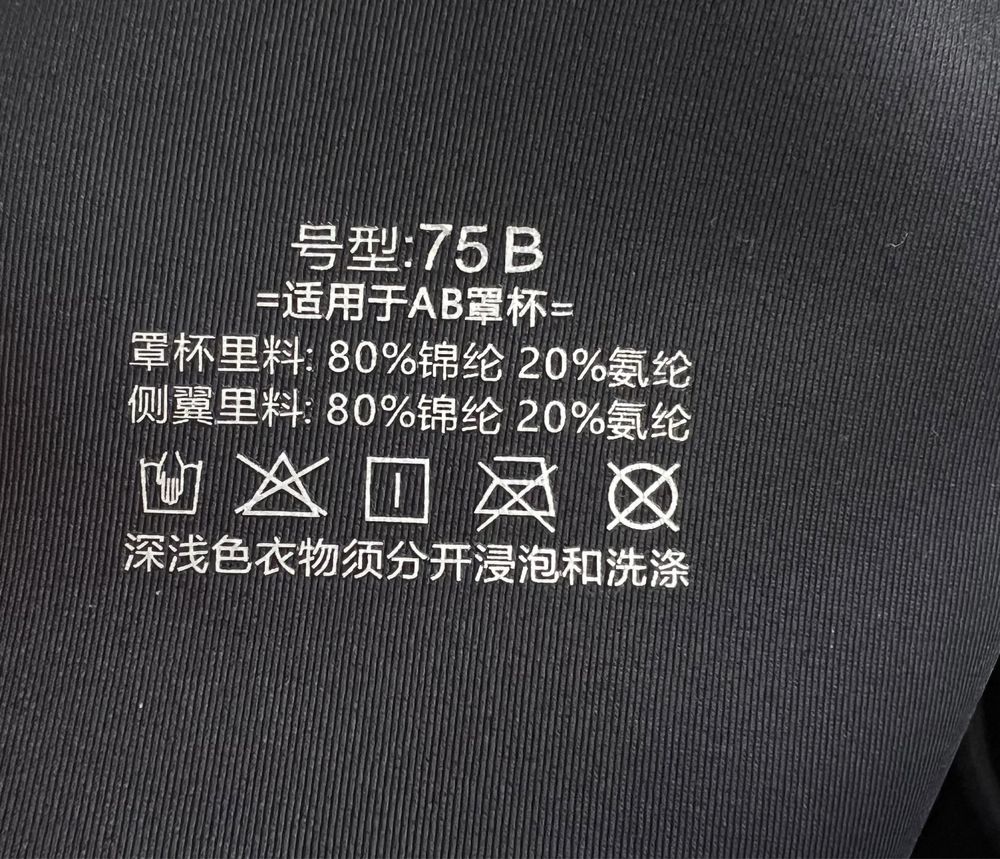 号型:75B
=适用于AB罩杯=
罩杯里料: 80%锦纶 20%氨纶
侧翼里料: 80%锦纶 20%氨纶
深浅色衣物须分开浸泡和洗涤